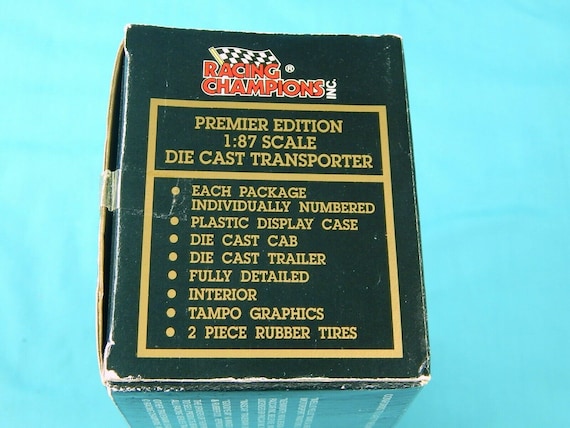 RACING ®
CHAMPIONS INC.
PREMIER EDITION
1:87 SCALE
DIE CAST TRANSPORTER
• EACH PACKAGE
INDIVIDUALLY NUMBERED
• PLASTIC DISPLAY CASE
• DIE CAST CAB
• DIE CAST TRAILER
• FULLY DETAILED
• INTERIOR
• TAMPO GRAPHICS
• 2 PIECE RUBBER TIRES